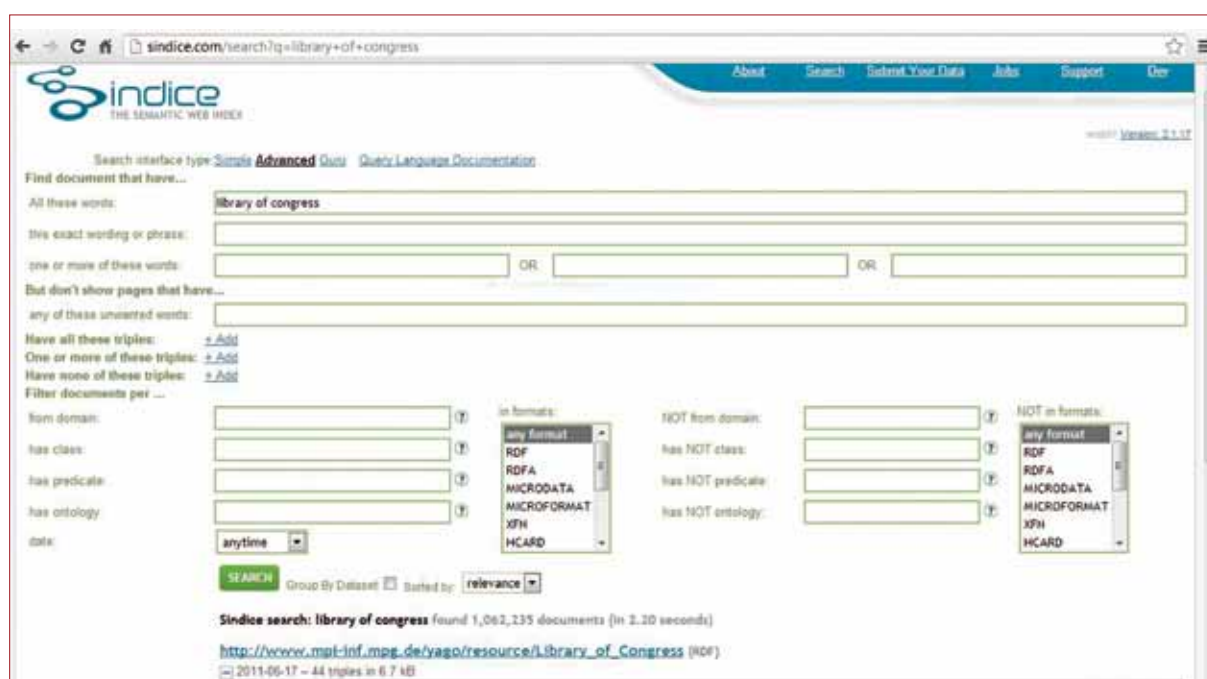 sindice.com/search?q=library+of+congress
About Search Submit Your Data Jobs Support Dev
Sindice
THE SEMANTIC WEB INDEX
Version: 2.1.17
Search interface type: Simple Advanced Guru Query Language Documentation
Find document that have...
All these words: library of congress
this exact wording or phrase:
one or more of these words: OR OR
But don't show pages that have...
any of these unwanted words:
Have all these triples: + Add
One or more of these triples: + Add
Have none of these triples: + Add
Filter documents per ...
from domain: in formats: NOT from domain: NOT in formats:
any format any format
has class: RDF has NOT class: RDF
RDFA RDFA
has predicate: MICRODATA has NOT predicate: MICRODATA
has ontology: MICROFORMAT has NOT ontology: MICROFORMAT
XFN XFN
date: anytime HCARD HCARD
SEARCH Group By Dataset Sorted by: relevance
Sindice search: library of congress found 1,062,235 documents (in 2.20 seconds)
http://www.mpi-inf.mpg.de/yago/resource/Library_of_Congress (RDF)
2011-06-17 – 44 triples in 6.7 kB